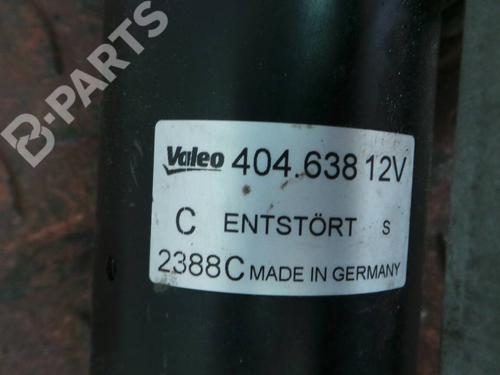 B-PARTS
Valeo 404.638 12V
C ENTSTÖRT S
2388C MADE IN GERMANY